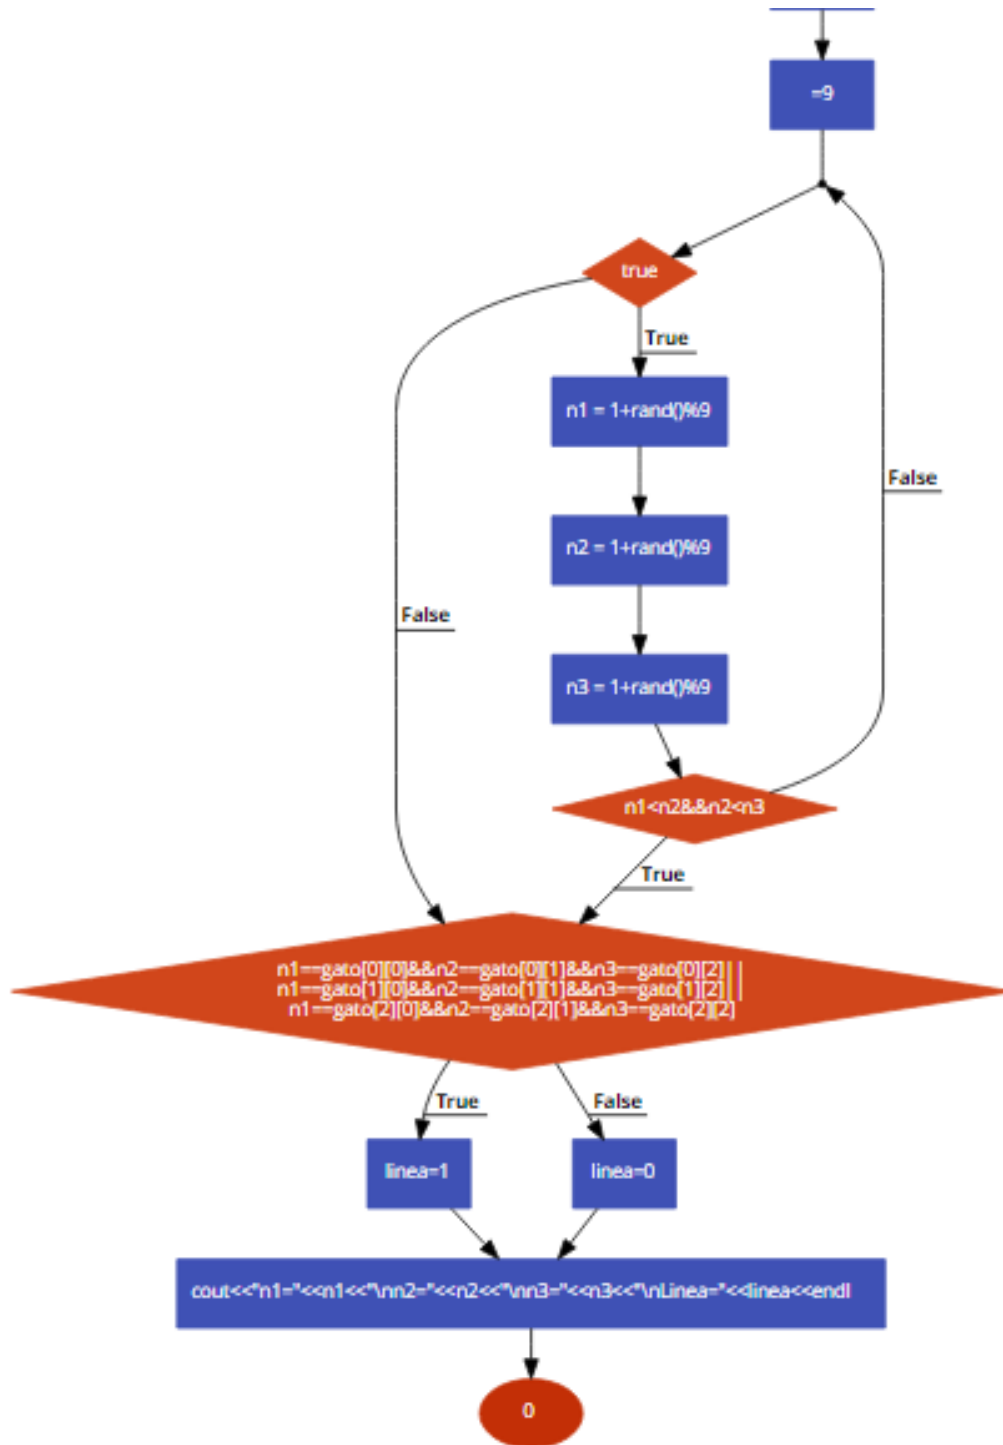 =9
true
True
n1 = 1+rand()%9
False
n2 = 1+rand()%9
False
n3 = 1+rand()%9
n1<n2&&n2<n3
True
n1==gato[0][0]&&n2==gato[0][1]&&n3==gato[0][2]||
n1==gato[1][0]&&n2==gato[1][1]&&n3==gato[1][2]||
n1==gato[2][0]&&n2==gato[2][1]&&n3==gato[2][2]
True
False
linea=1
linea=0
cout<<"n1="<<n1<<"\nn2="<<n2<<"\nn3="<<n3<<"\nLinea="<<linea<<endl
0